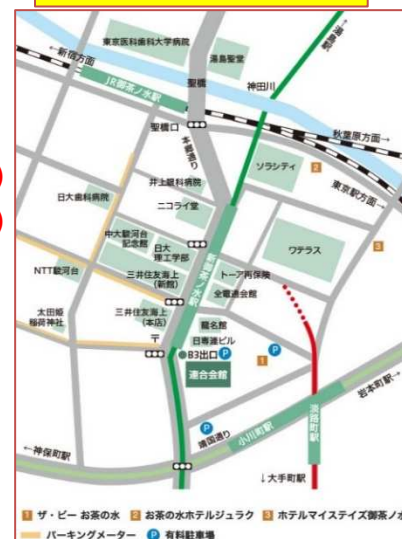 東京医科歯科大学病院
湯島聖堂
←湯島駅
←新宿方面
JR御茶ノ水駅
神田川
聖橋
聖橋口
本郷通り
秋葉原方面→
ソラシティ
2
東京駅方面→
井上眼科病院
日大歯科病院
ニコライ堂
3
中大駿河台
記念館
日大
理工学部
ワテラス
新御茶ノ水駅
NTT駿河台
三井住友海上
(新館)
トーア再保険
全電通会館
太田姫
稲荷神社
三井住友海上
(本店)
龍名館
日専連ビル
〒
B3出口
P
1
P
連合会館
岩本町駅→
淡路町駅
小川町駅
P
靖国通り
←神保町駅
↓大手町駅
1 ザ・ビー お茶の水 2 お茶の水ホテルジュラク 3 ホテルマイステイズ御茶ノ水
パーキングメーター P 有料駐車場